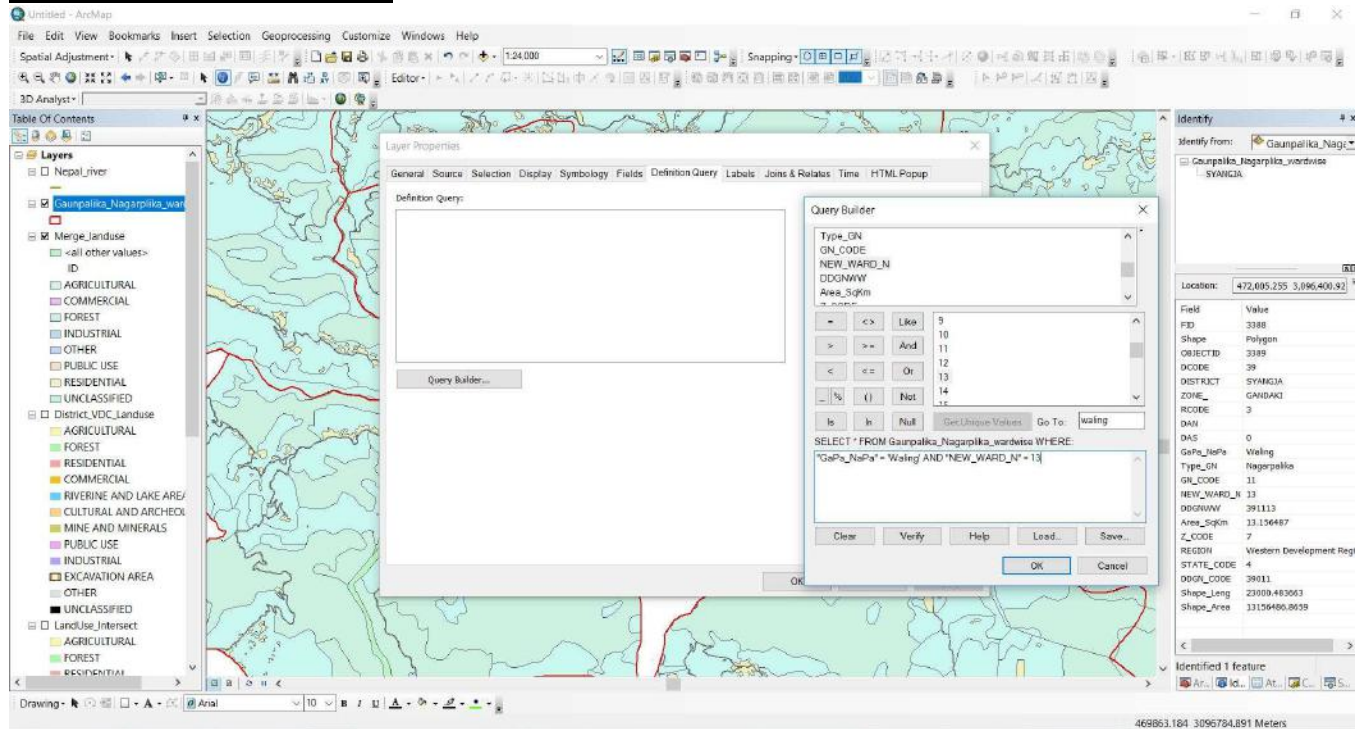 Untitled - ArcMap
File Edit View Bookmarks Insert Selection Geoprocessing Customize Windows Help
Spatial Adjustment 1:24,000 Snapping
Editor
3D Analyst
Table Of Contents
Layers
Nepal_river
Gaunpalika_Nagarplika_ward
Merge_landuse
<all other values>
ID
AGRICULTURAL
COMMERCIAL
FOREST
INDUSTRIAL
OTHER
PUBLIC USE
RESIDENTIAL
UNCLASSIFIED
District_VDC_Landuse
AGRICULTURAL
FOREST
RESIDENTIAL
COMMERCIAL
RIVERINE AND LAKE AREA
CULTURAL AND ARCHEOL
MINE AND MINERALS
PUBLIC USE
INDUSTRIAL
EXCAVATION AREA
OTHER
UNCLASSIFIED
LandUse_Intersect
AGRICULTURAL
FOREST
RESIDENTIAL
Layer Properties
General Source Selection Display Symbology Fields Definition Query Labels Joins & Relates Time HTML Popup
Definition Query:
Query Builder...
OK
Query Builder
Type_GN
GN_CODE
NEW_WARD_N
DDGNWW
Area_SqKm
Z_CODE
= <> Like
> >= And
< <= Or
_ % () Not
Is In Null
9
10
11
12
13
14
15
Get Unique Values Go To: waling
SELECT * FROM Gaunpalika_Nagarplika_wardwise WHERE:
"GaPa_NaPa" = 'Waling' AND "NEW_WARD_N" = 13
Clear Verify Help Load... Save...
OK Cancel
Identify
Identify from: Gaunpalika_Naga
Gaunpalika_Nagarplika_wardwise
SYANGJA
Location: 472,005.255 3,096,400.92
Field Value
FID 3388
Shape Polygon
OBJECTID 3389
DCODE 39
DISTRICT SYANGJA
ZONE_ GANDAKI
RCODE 3
DAN
DAS 0
GaPa_NaPa Waling
Type_GN Nagarpalika
GN_CODE 11
NEW_WARD_N 13
DDGNWW 391113
Area_SqKm 13.156487
Z_CODE 7
REGION Western Development Regi
STATE_CODE 4
DDGN_CODE 39011
Shape_Leng 23000.483663
Shape_Area 13156486.8659
Identified 1 feature
Ar... Id... At... C... S...
Drawing A Arial 10 B I U A
469863.184 3096784.891 Meters